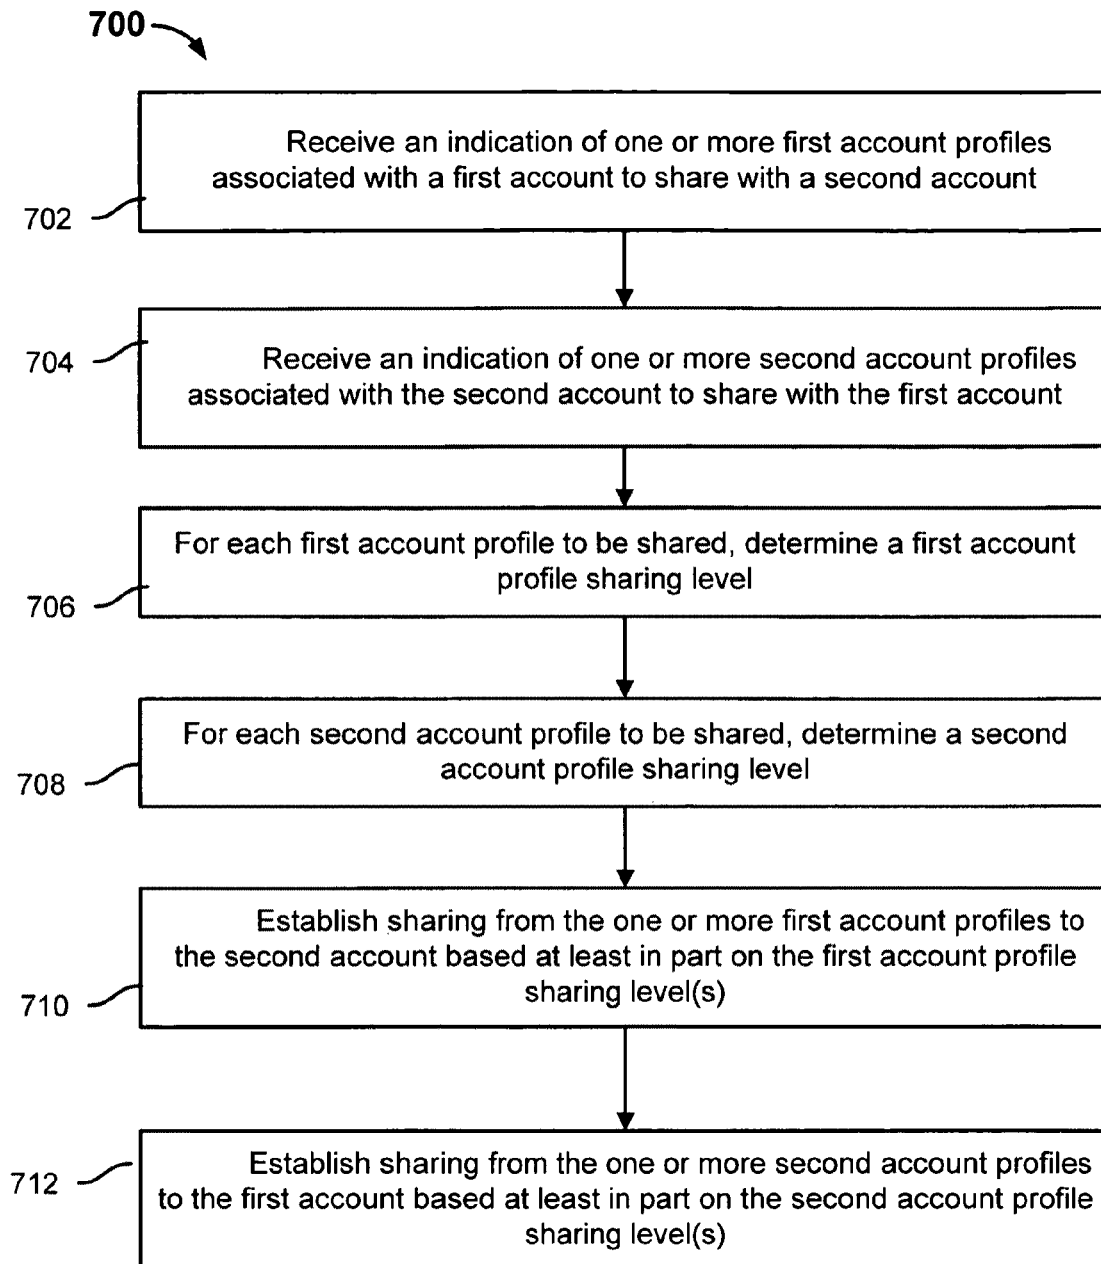 700
Receive an indication of one or more first account profiles
associated with a first account to share with a second account
702
Receive an indication of one or more second account profiles
associated with the second account to share with the first account
704
For each first account profile to be shared, determine a first account
profile sharing level
706
For each second account profile to be shared, determine a second
account profile sharing level
708
Establish sharing from the one or more first account profiles to
the second account based at least in part on the first account profile
sharing level(s)
710
Establish sharing from the one or more second account profiles
to the first account based at least in part on the second account profile
sharing level(s)
712